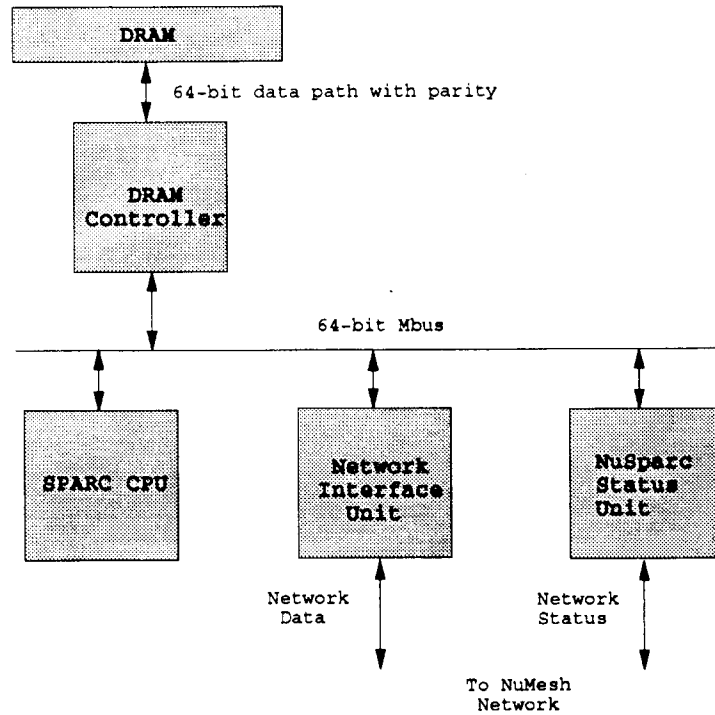 DRAM
64-bit data path with parity
DRAM
Controller
64-bit Mbus
SPARC CPU
Network
Interface
Unit
NuSparc
Status
Unit
Network
Data
Network
Status
To NuMesh
Network